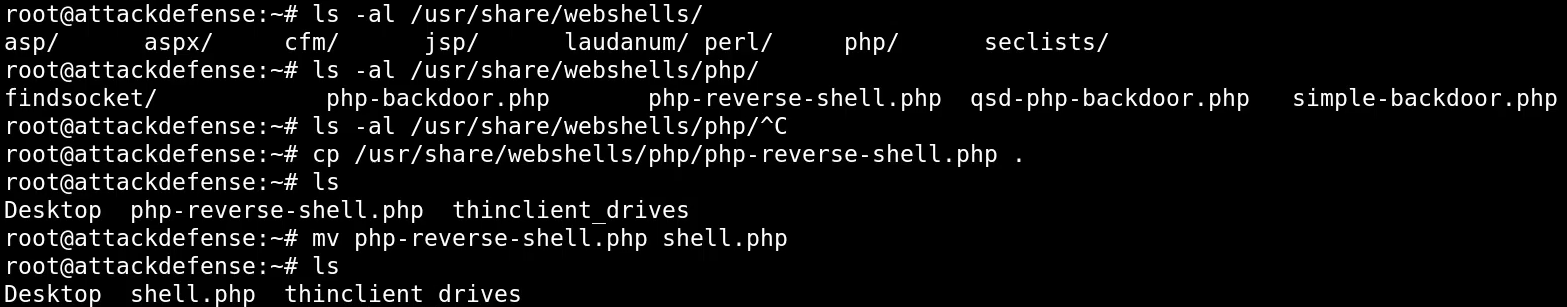 root@attackdefense:~# ls -al /usr/share/webshells/
asp/      aspx/     cfm/      jsp/      laudanum/ perl/     php/      seclists/
root@attackdefense:~# ls -al /usr/share/webshells/php/
findsocket/            php-backdoor.php       php-reverse-shell.php  qsd-php-backdoor.php   simple-backdoor.php
root@attackdefense:~# ls -al /usr/share/webshells/php/^C
root@attackdefense:~# cp /usr/share/webshells/php/php-reverse-shell.php .
root@attackdefense:~# ls
Desktop  php-reverse-shell.php  thinclient_drives
root@attackdefense:~# mv php-reverse-shell.php shell.php
root@attackdefense:~# ls
Desktop  shell.php  thinclient drives